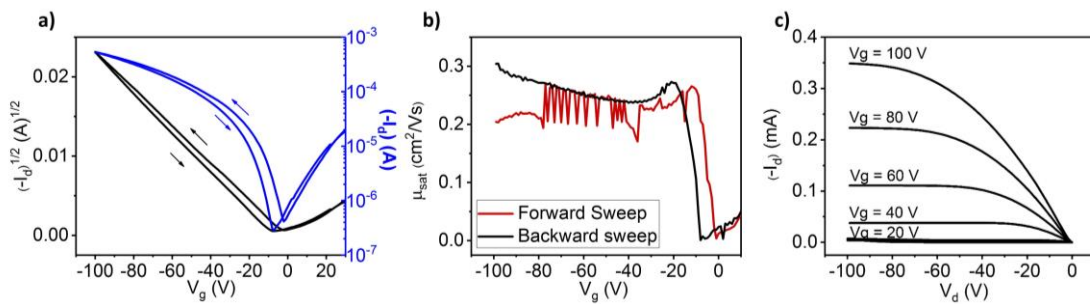 a)
(-I_d)^{1/2} (A)^{1/2}
0.02
0.01
0.00
-100 -80 -60 -40 -20 0 20
V_g (V)
10^{-3}
10^{-4}
10^{-5}
10^{-6}
10^{-7}
(-I_d) (A)
b)
μ_sat (cm²/Vs)
0.3
0.2
0.1
0.0
Forward Sweep
Backward sweep
-100 -80 -60 -40 -20 0
V_g (V)
c)
(-I_d) (mA)
0.4
0.3
0.2
0.1
0.0
Vg = 100 V
Vg = 80 V
Vg = 60 V
Vg = 40 V
Vg = 20 V
-100 -80 -60 -40 -20 0
V_d (V)